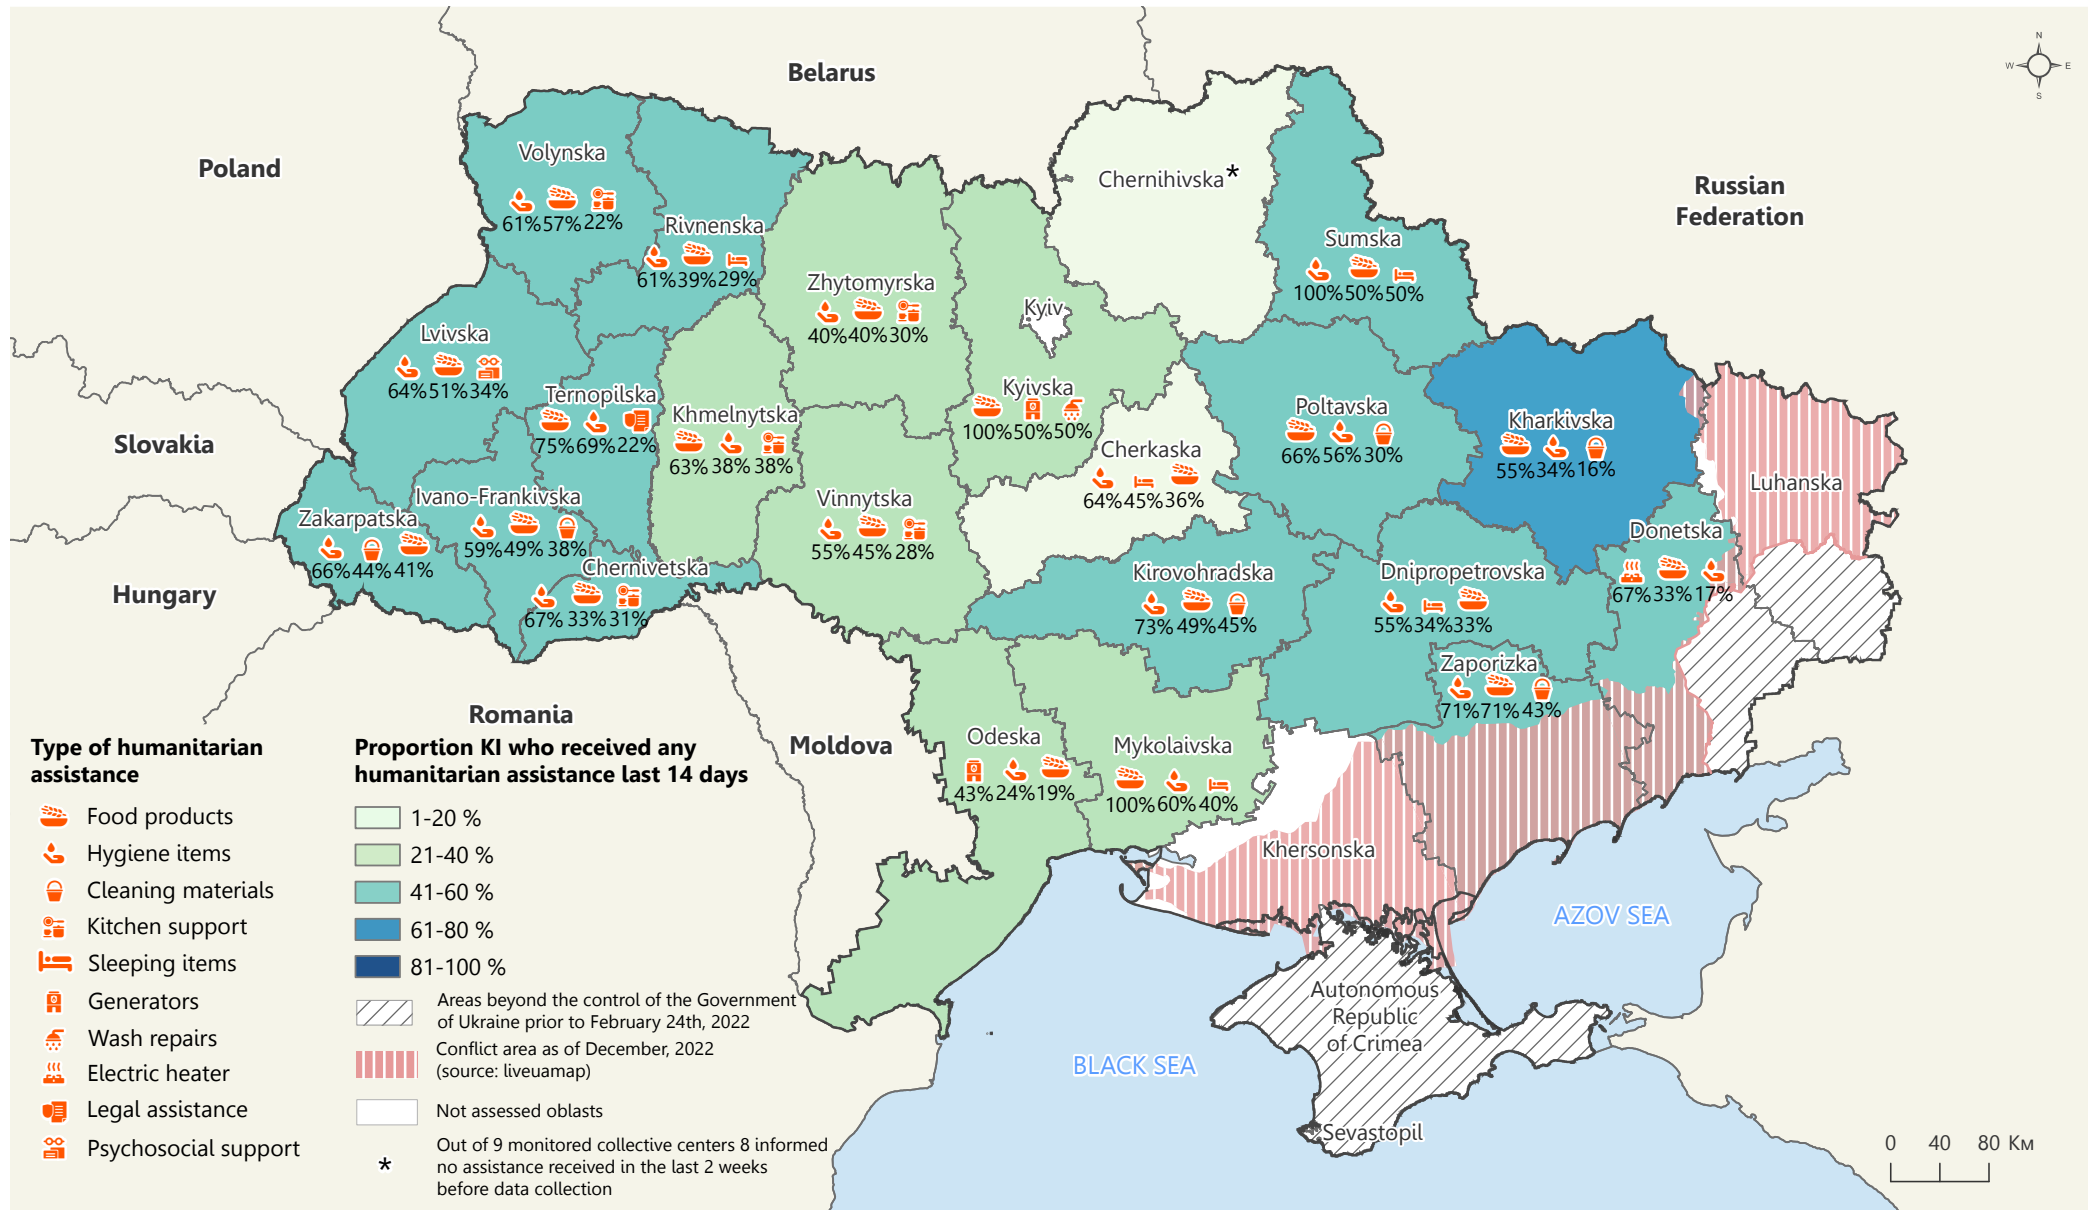 Belarus
Poland
Russian
Federation
Slovakia
Hungary
Romania
Moldova
N
W
E
S
Volynska
61% 57% 22%
Rivnenska
61% 39% 29%
Zhytomyrska
40% 40% 30%
Kyiv
Chernihivska*
Sumska
100% 50% 50%
Lvivska
64% 51% 34%
Ternopilska
75% 69% 22%
Khmelnytska
63% 38% 38%
Kyivska
100% 50% 50%
Cherkaska
64% 45% 36%
Poltavska
66% 56% 30%
Kharkivska
55% 34% 16%
Luhanska
Zakarpatska
66% 44% 41%
Ivano-Frankivska
59% 49% 38%
Chernivetska
67% 33% 31%
Vinnytska
55% 45% 28%
Kirovohradska
73% 49% 45%
Dnipropetrovska
55% 34% 33%
Donetska
67% 33% 17%
Zaporizka
71% 71% 43%
Odeska
43% 24% 19%
Mykolaivska
100% 60% 40%
Khersonska
AZOV SEA
BLACK SEA
Autonomous
Republic
of Crimea
Sevastopil
Type of humanitarian
assistance
Food products
Hygiene items
Cleaning materials
Kitchen support
Sleeping items
Generators
Wash repairs
Electric heater
Legal assistance
Psychosocial support
Proportion KI who received any
humanitarian assistance last 14 days
1-20 %
21-40 %
41-60 %
61-80 %
81-100 %
Areas beyond the control of the Government
of Ukraine prior to February 24th, 2022
Conflict area as of December, 2022
(source: liveuamap)
Not assessed oblasts
* Out of 9 monitored collective centers 8 informed
no assistance received in the last 2 weeks
before data collection
0 40 80 Км